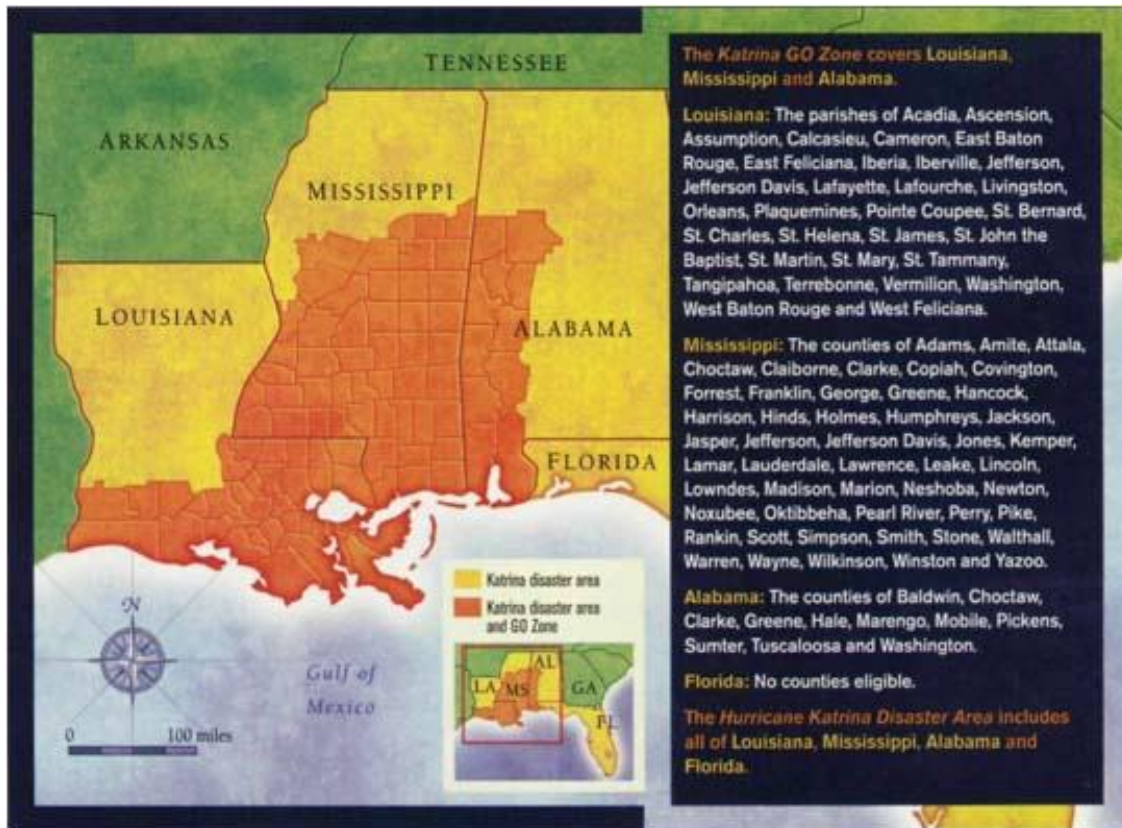 TENNESSEE
ARKANSAS
MISSISSIPPI
LOUISIANA
ALABAMA
FLORIDA
Katrina disaster area
Katrina disaster area
and GO Zone
N
Gulf of
Mexico
0 100 miles
AL
LA
MS
GA
FL
The Katrina GO Zone covers Louisiana,
Mississippi and Alabama.
Louisiana: The parishes of Acadia, Ascension,
Assumption, Calcasieu, Cameron, East Baton
Rouge, East Feliciana, Iberia, Iberville, Jefferson,
Jefferson Davis, Lafayette, Lafourche, Livingston,
Orleans, Plaquemines, Pointe Coupee, St. Bernard,
St. Charles, St. Helena, St. James, St. John the
Baptist, St. Martin, St. Mary, St. Tammany,
Tangipahoa, Terrebonne, Vermilion, Washington,
West Baton Rouge and West Feliciana.
Mississippi: The counties of Adams, Amite, Attala,
Choctaw, Claiborne, Clarke, Copiah, Covington,
Forrest, Franklin, George, Greene, Hancock,
Harrison, Hinds, Holmes, Humphreys, Jackson,
Jasper, Jefferson, Jefferson Davis, Jones, Kemper,
Lamar, Lauderdale, Lawrence, Leake, Lincoln,
Lowndes, Madison, Marion, Neshoba, Newton,
Noxubee, Oktibbeha, Pearl River, Perry, Pike,
Rankin, Scott, Simpson, Smith, Stone, Walthall,
Warren, Wayne, Wilkinson, Winston and Yazoo.
Alabama: The counties of Baldwin, Choctaw,
Clarke, Greene, Hale, Marengo, Mobile, Pickens,
Sumter, Tuscaloosa and Washington.
Florida: No counties eligible.
The Hurricane Katrina Disaster Area includes
all of Louisiana, Mississippi, Alabama and
Florida.